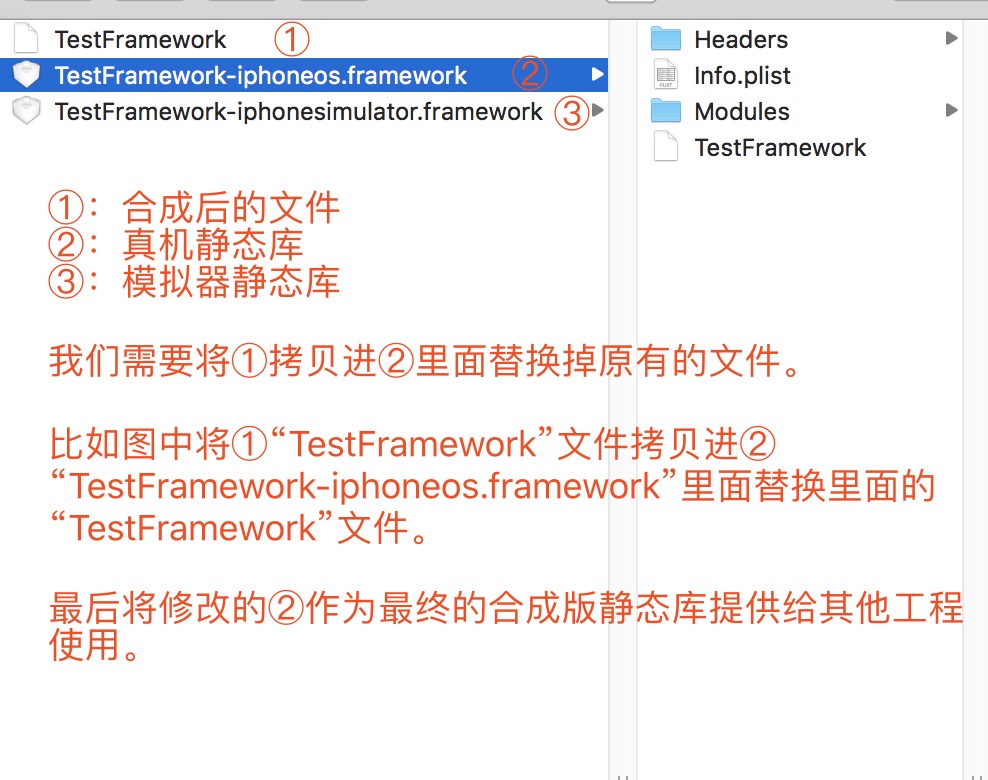 TestFramework ①
TestFramework-iphoneos.framework ②
TestFramework-iphonesimulator.framework ③
Headers
Info.plist
Modules
TestFramework
①：合成后的文件
②：真机静态库
③：模拟器静态库
我们需要将①拷贝进②里面替换掉原有的文件。
比如图中将①“TestFramework”文件拷贝进②
“TestFramework-iphoneos.framework”里面替换里面的
“TestFramework”文件。
最后将修改的②作为最终的合成版静态库提供给其他工程
使用。